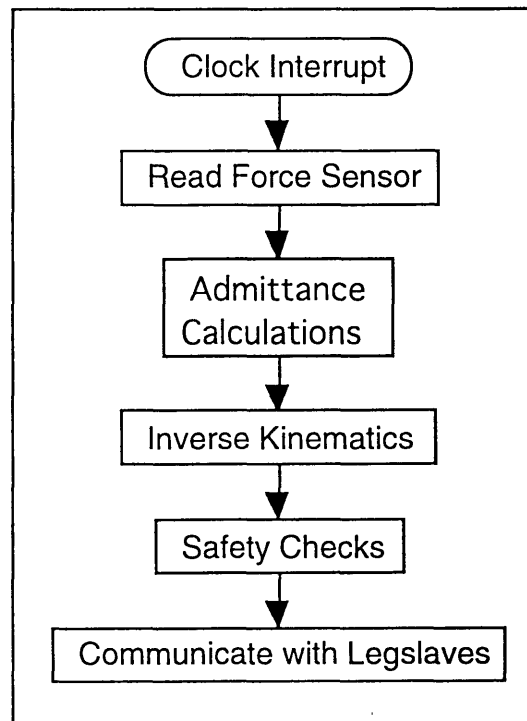 Clock Interrupt
Read Force Sensor
Admittance
Calculations
Inverse Kinematics
Safety Checks
Communicate with Legslaves